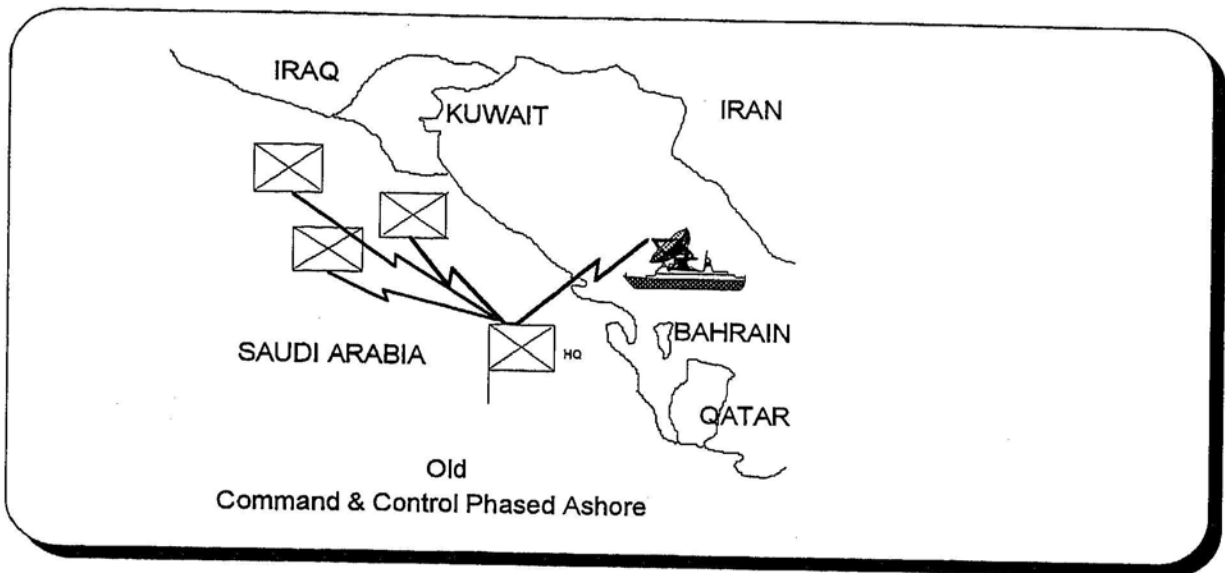 IRAQ
KUWAIT
IRAN
SAUDI ARABIA
HQ
BAHRAIN
QATAR
Old
Command & Control Phased Ashore